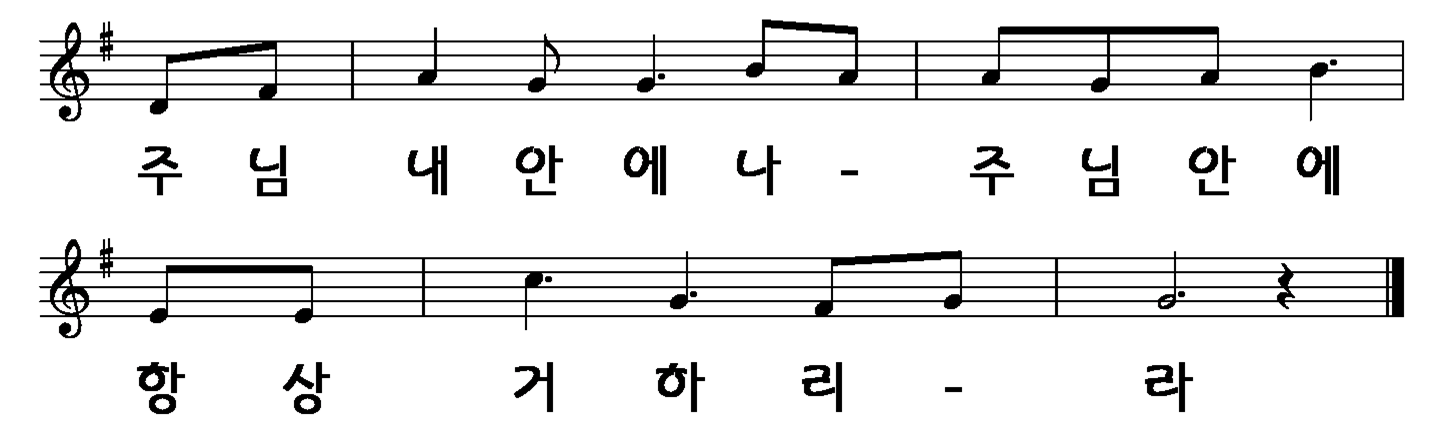 주 님 내 안 에 나 - 주 님 안 에
항 상 거 하 리 - 라